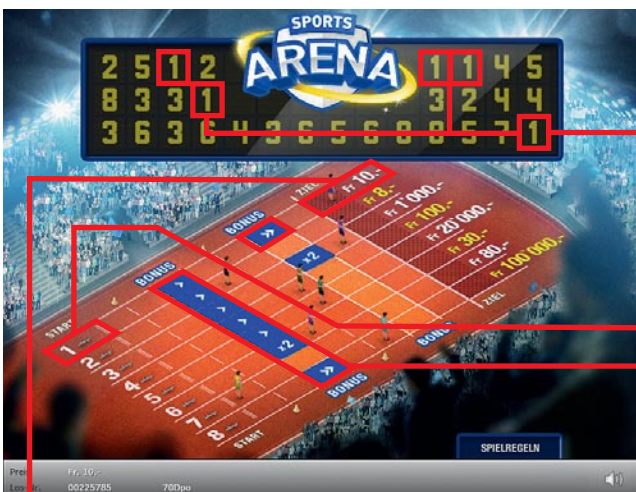 SPORTS
ARENA
2 5 1 2 1 1 4 5
8 3 3 1 3 2 4 4
3 6 3 6 4 3 6 5 6 8 8 5 7 1
ZIEL
Fr 10.-
Fr 8.-
Fr 1'000.-
Fr 100.-
Fr 20'000.-
Fr 30.-
Fr 80.-
Fr 100'000.-
ZIEL
BONUS
»
x2
BONUS
BONUS
> > > > > x2 »
BONUS
START
1
2
3
4
5
6
7
8
START
SPIELREGELN
Fr. 10.-
Los-Nr. 00225785 70Dpo